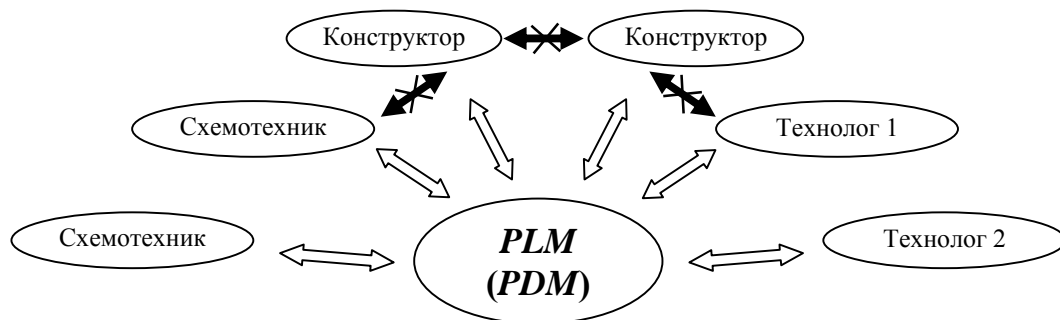 Конструктор
Конструктор
Схемотехник
Технолог 1
Схемотехник
PLM
(PDM)
Технолог 2